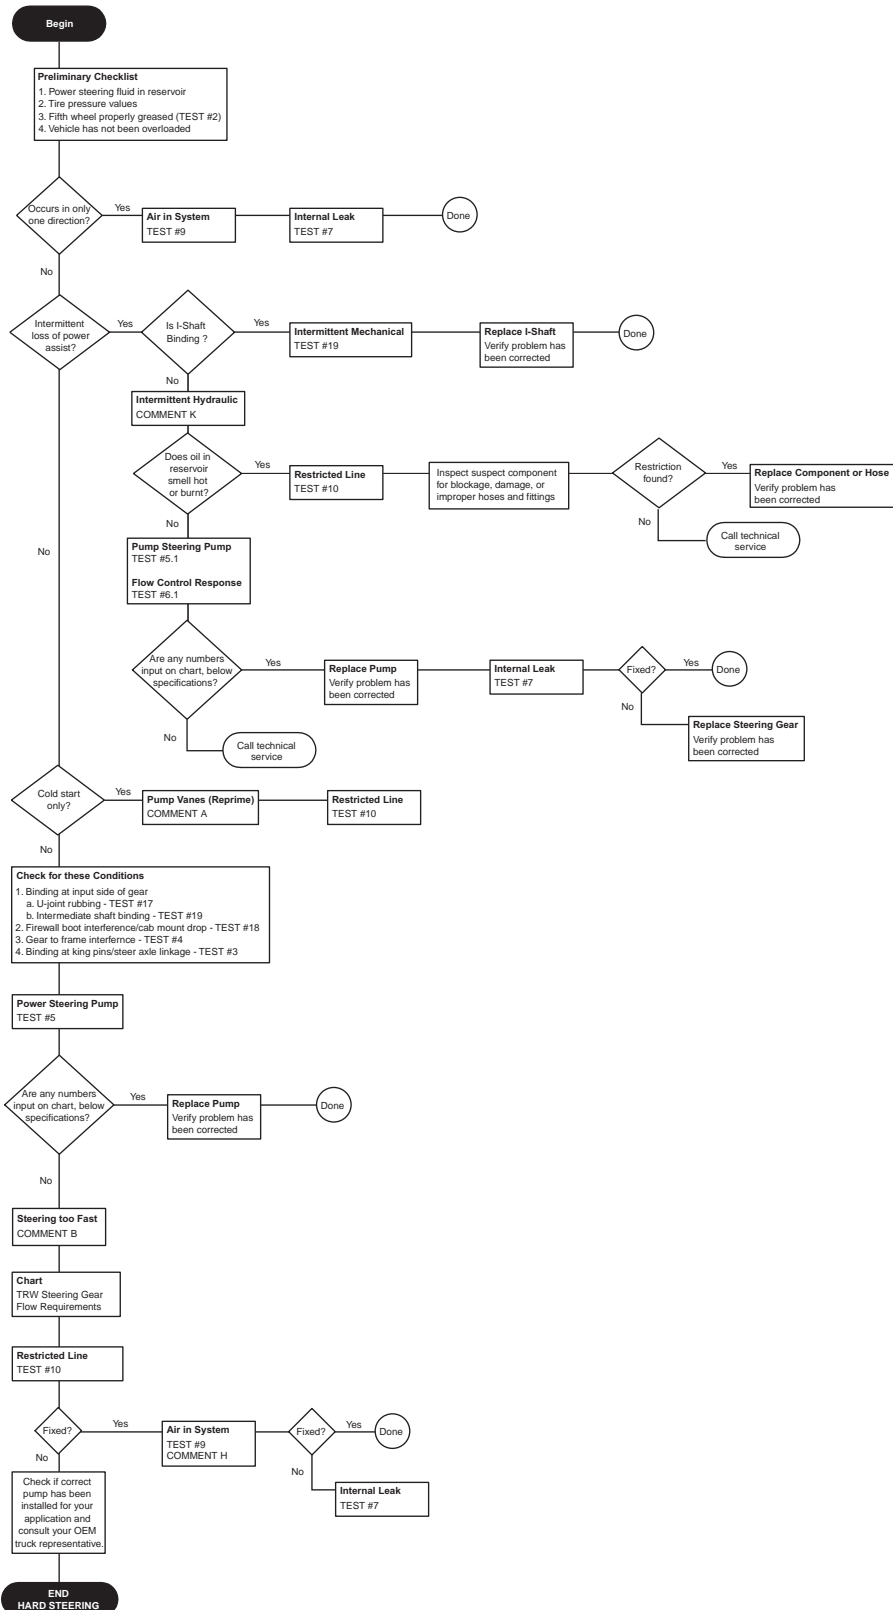 Begin
Preliminary Checklist
1. Power steering fluid in reservoir
2. Tire pressure values
3. Fifth wheel properly greased (TEST #2)
4. Vehicle has not been overloaded
Occurs in only
one direction?
Yes
Air in System
TEST #9
Internal Leak
TEST #7
Done
No
Intermittent
loss of power
assist?
Yes
Is I-Shaft
Binding ?
Yes
Intermittent Mechanical
TEST #19
Replace I-Shaft
Verify problem has
been corrected
Done
No
Intermittent Hydraulic
COMMENT K
Does oil in
reservoir
smell hot
or burnt?
Yes
Restricted Line
TEST #10
Inspect suspect component
for blockage, damage, or
improper hoses and fittings
Restriction
found?
Yes
Replace Component or Hose
Verify problem has
been corrected
No
Call technical
service
No
Pump Steering Pump
TEST #5.1
Flow Control Response
TEST #6.1
No
Are any numbers
input on chart, below
specifications?
Yes
Replace Pump
Verify problem has
been corrected
Internal Leak
TEST #7
Fixed?
Yes
Done
No
Replace Steering Gear
Verify problem has
been corrected
No
Call technical
service
Cold start
only?
Yes
Pump Vanes (Reprime)
COMMENT A
Restricted Line
TEST #10
No
Check for these Conditions
1. Binding at input side of gear
a. U-joint rubbing - TEST #17
b. Intermediate shaft binding - TEST #19
2. Firewall boot interference/cab mount drop - TEST #18
3. Gear to frame interfernce - TEST #4
4. Binding at king pins/steer axle linkage - TEST #3
Power Steering Pump
TEST #5
Are any numbers
input on chart, below
specifications?
Yes
Replace Pump
Verify problem has
been corrected
Done
No
Steering too Fast
COMMENT B
Chart
TRW Steering Gear
Flow Requirements
Restricted Line
TEST #10
Fixed?
Yes
Air in System
TEST #9
COMMENT H
Fixed?
Yes
Done
No
Internal Leak
TEST #7
No
Check if correct
pump has been
installed for your
application and
consult your OEM
truck representative.
END
HARD STEERING